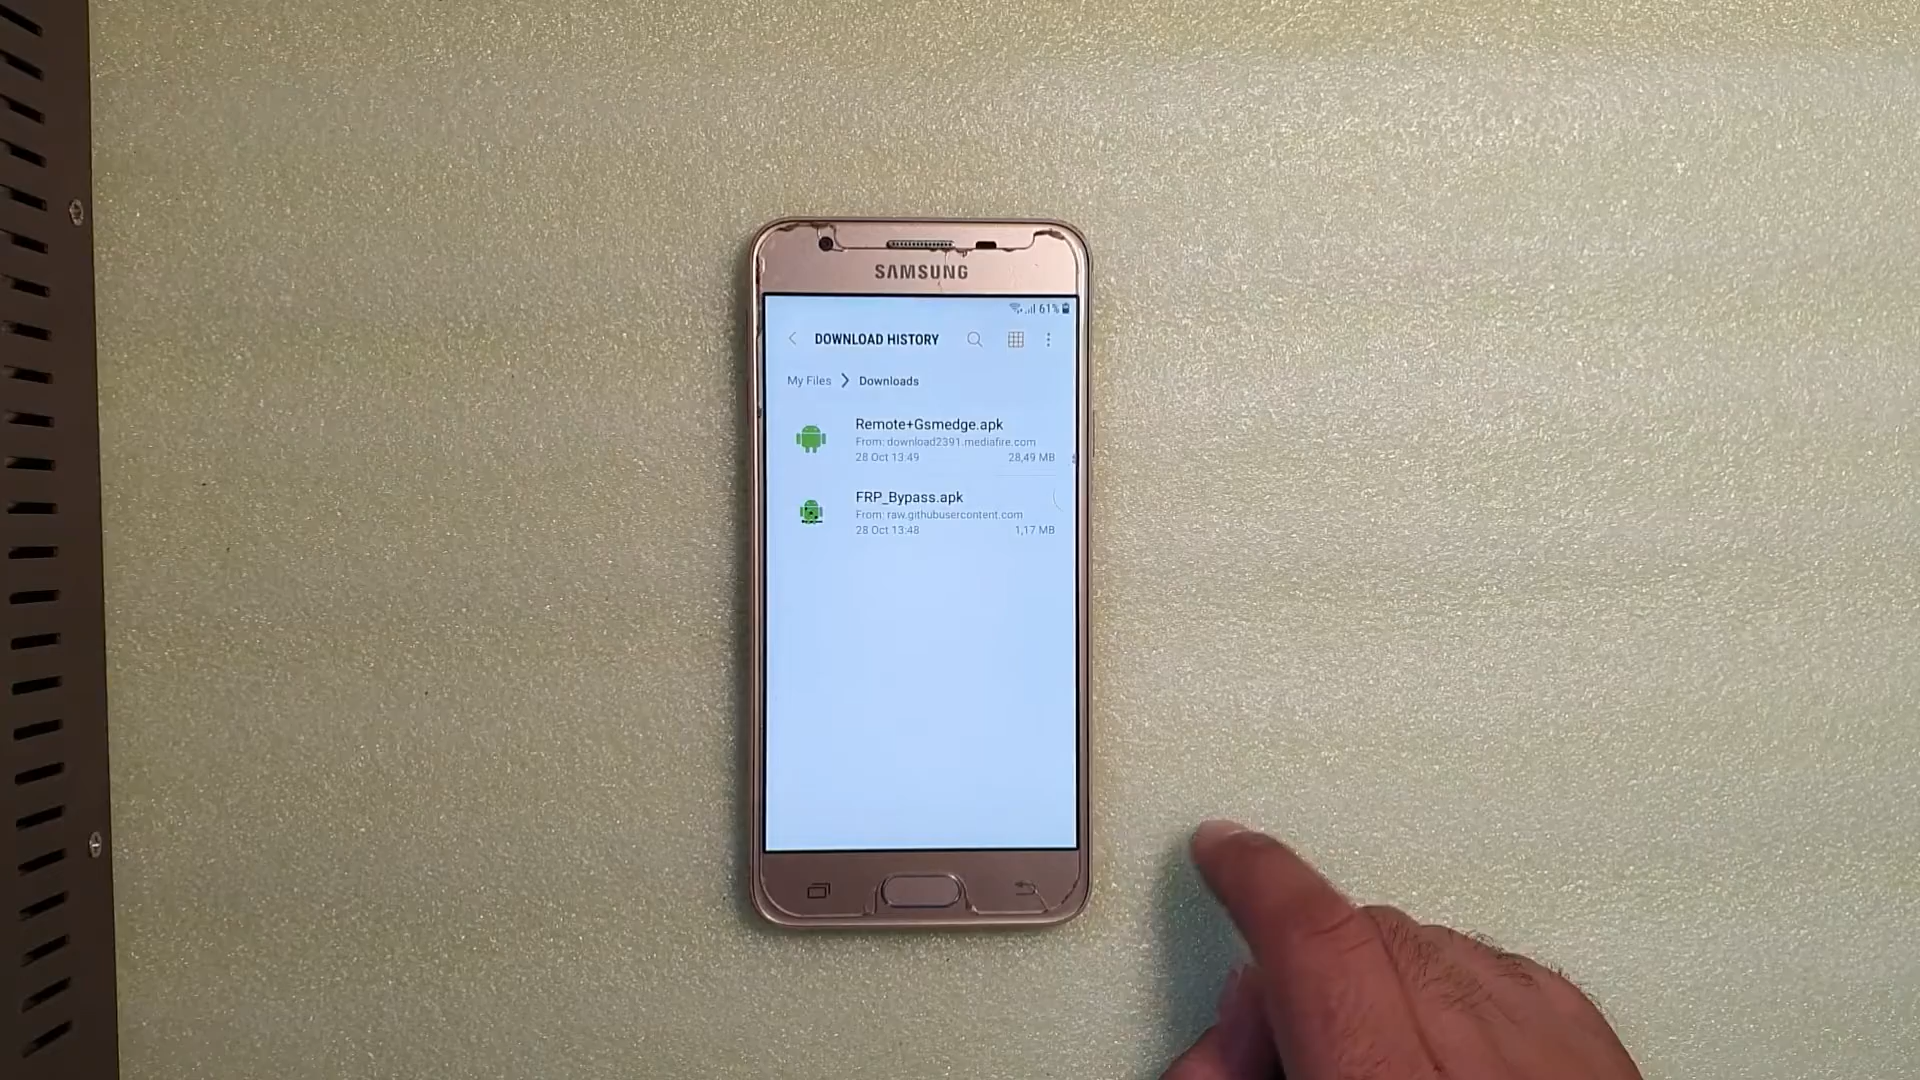 SAMSUNG
61%
DOWNLOAD HISTORY
My Files > Downloads
Remote+Gsmedge.apk
From: download2391.mediafire.com
28 Oct 13:49 28,49 MB
FRP_Bypass.apk
From: raw.githubusercontent.com
28 Oct 13:48 1,17 MB